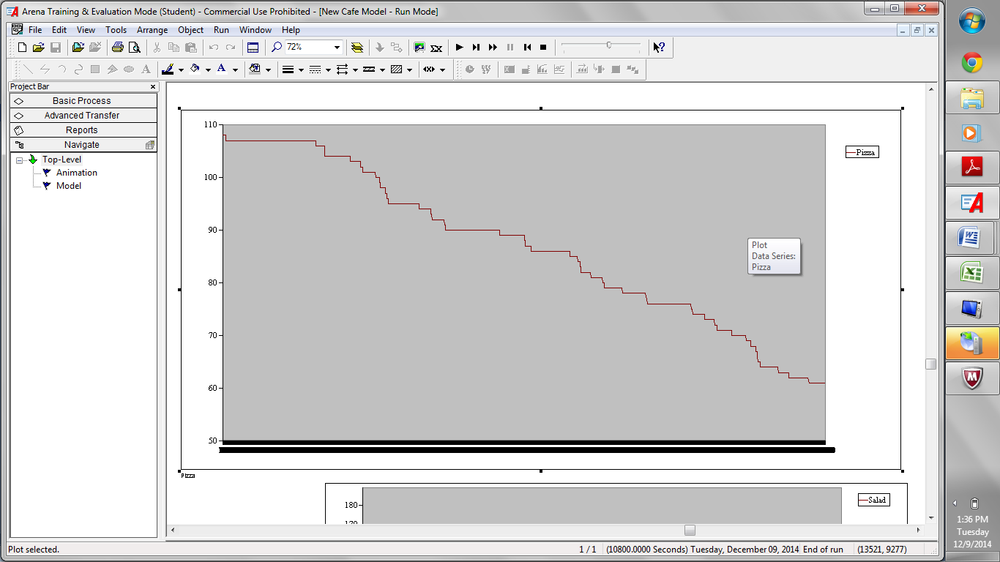 Arena Training & Evaluation Mode (Student) - Commercial Use Prohibited - [New Cafe Model - Run Mode]
File Edit View Tools Arrange Object Run Window Help
72%
Project Bar
Basic Process
Advanced Transfer
Reports
Navigate
Top-Level
Animation
Model
110
100
90
80
70
60
50
Pizza
Plot
Data Series:
Pizza
Pizza
180
170
Salad
Plot selected.
1 / 1 (10800.0000 Seconds) Tuesday, December 09, 2014 End of run (13521, 9277)
1:36 PM
Tuesday
12/9/2014